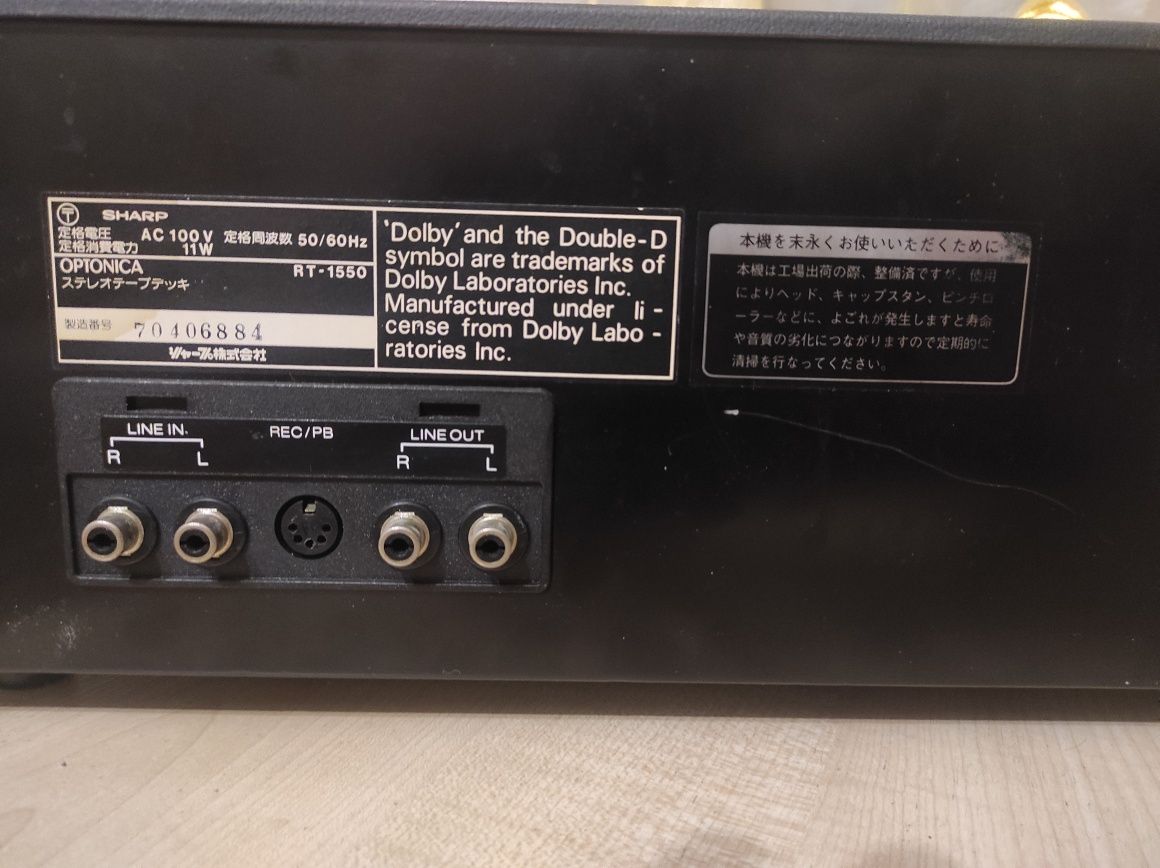 〒 SHARP
定格電圧 AC 100V 定格周波数 50/60Hz
定格消費電力 11W
OPTONICA RT-1550
ステレオテープデッキ
製造番号 70406884
シャープ株式会社
'Dolby' and the Double-D
symbol are trademarks of
Dolby Laboratories Inc.
Manufactured under li-
cense from Dolby Labo-
ratories Inc.
本機を末永くお使いいただくために
本機は工場出荷の際、整備済ですが、使用
によりヘッド、キャップスタン、ピンチロ
ーラーなどに、よごれが発生しますと寿命
や音質の劣化につながりますので定期的に
清掃を行なってください。
LINE IN
R L
REC/PB
LINE OUT
R L